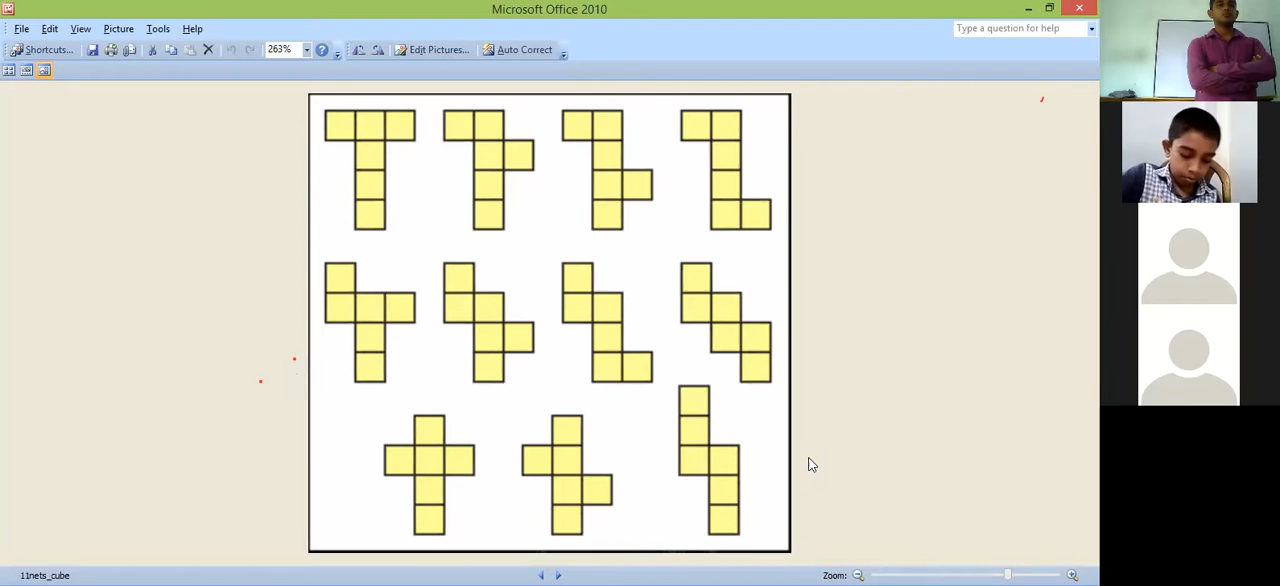 Microsoft Office 2010
File Edit View Picture Tools Help
Type a question for help
Shortcuts... 263% Edit Pictures... Auto Correct
11nets_cube
Zoom: